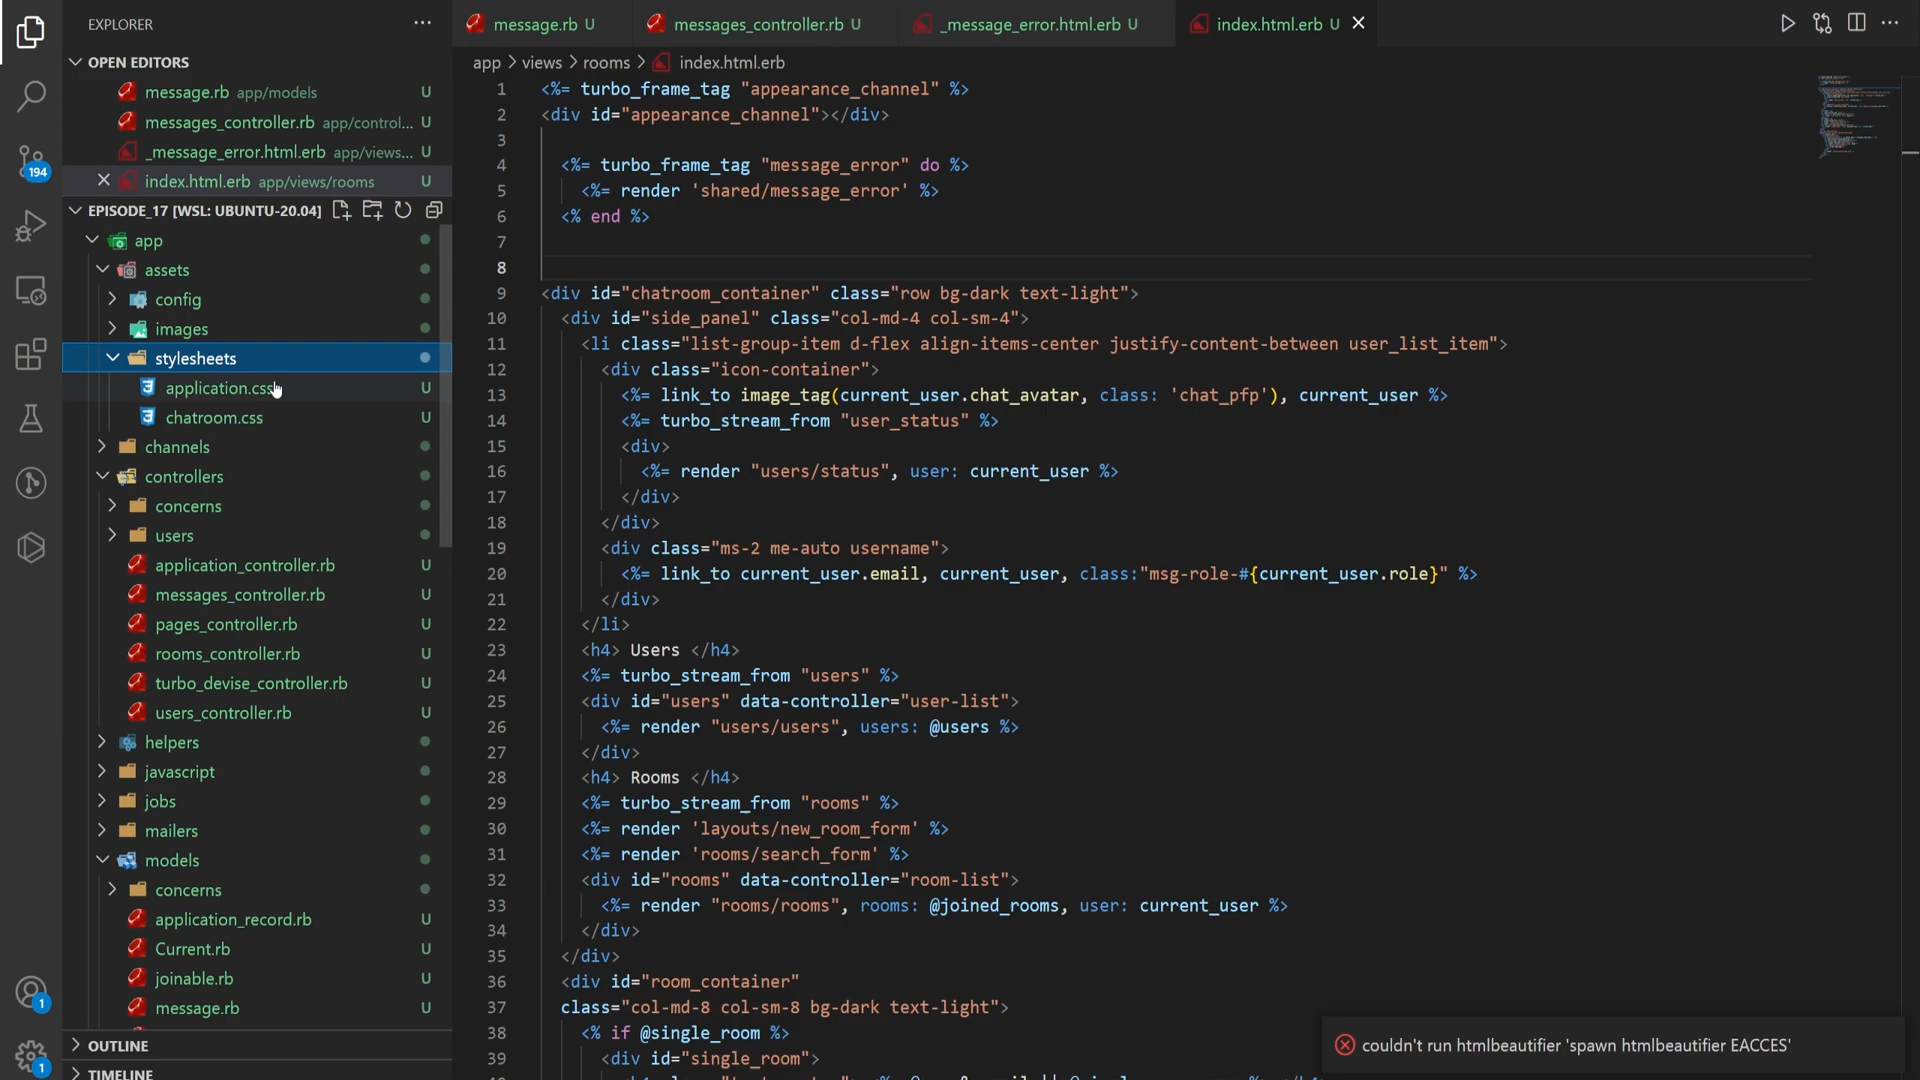 EXPLORER
OPEN EDITORS
message.rb app/models U
messages_controller.rb app/control... U
_message_error.html.erb app/views... U
index.html.erb app/views/rooms U
EPISODE_17 [WSL: UBUNTU-20.04]
app
assets
config
images
stylesheets
application.css U
chatroom.css U
channels
controllers
concerns
users
application_controller.rb U
messages_controller.rb U
pages_controller.rb U
rooms_controller.rb U
turbo_devise_controller.rb U
users_controller.rb U
helpers
javascript
jobs
mailers
models
concerns
application_record.rb U
Current.rb U
joinable.rb U
message.rb U
OUTLINE
TIMELINE
194
1
1
message.rb U
messages_controller.rb U
_message_error.html.erb U
index.html.erb U
app > views > rooms > index.html.erb
1 <%= turbo_frame_tag "appearance_channel" %>
2 <div id="appearance_channel"></div>
3
4 <%= turbo_frame_tag "message_error" do %>
5 <%= render 'shared/message_error' %>
6 <% end %>
7
8
9 <div id="chatroom_container" class="row bg-dark text-light">
10 <div id="side_panel" class="col-md-4 col-sm-4">
11 <li class="list-group-item d-flex align-items-center justify-content-between user_list_item">
12 <div class="icon-container">
13 <%= link_to image_tag(current_user.chat_avatar, class: 'chat_pfp'), current_user %>
14 <%= turbo_stream_from "user_status" %>
15 <div>
16 <%= render "users/status", user: current_user %>
17 </div>
18 </div>
19 <div class="ms-2 me-auto username">
20 <%= link_to current_user.email, current_user, class:"msg-role-#{current_user.role}" %>
21 </div>
22 </li>
23 <h4> Users </h4>
24 <%= turbo_stream_from "users" %>
25 <div id="users" data-controller="user-list">
26 <%= render "users/users", users: @users %>
27 </div>
28 <h4> Rooms </h4>
29 <%= turbo_stream_from "rooms" %>
30 <%= render 'layouts/new_room_form' %>
31 <%= render 'rooms/search_form' %>
32 <div id="rooms" data-controller="room-list">
33 <%= render "rooms/rooms", rooms: @joined_rooms, user: current_user %>
34 </div>
35 </div>
36 <div id="room_container"
37 class="col-md-8 col-sm-8 bg-dark text-light">
38 <% if @single_room %>
39 <div id="single_room">
couldn't run htmlbeautifier 'spawn htmlbeautifier EACCES'